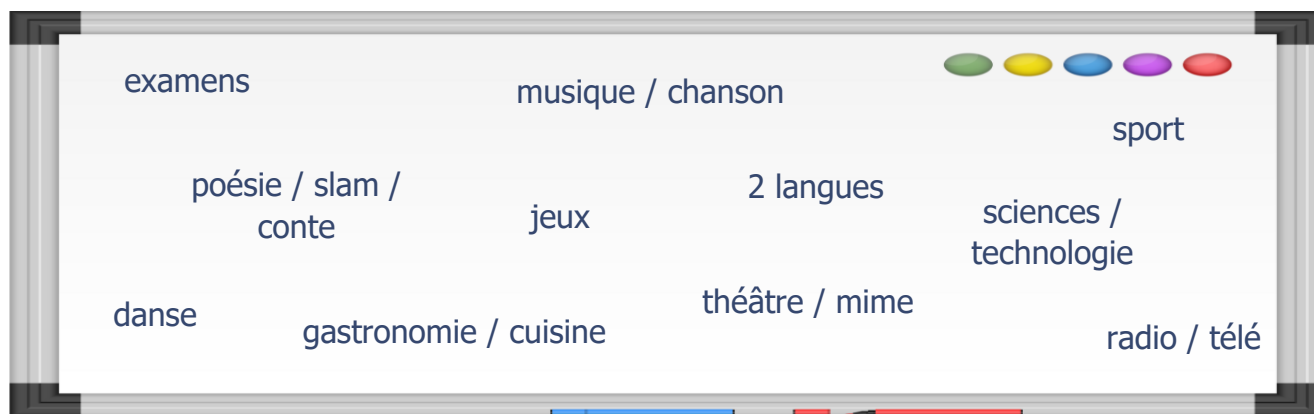 examens
musique / chanson
sport
poésie / slam /
conte
jeux
2 langues
sciences /
technologie
danse
gastronomie / cuisine
théâtre / mime
radio / télé